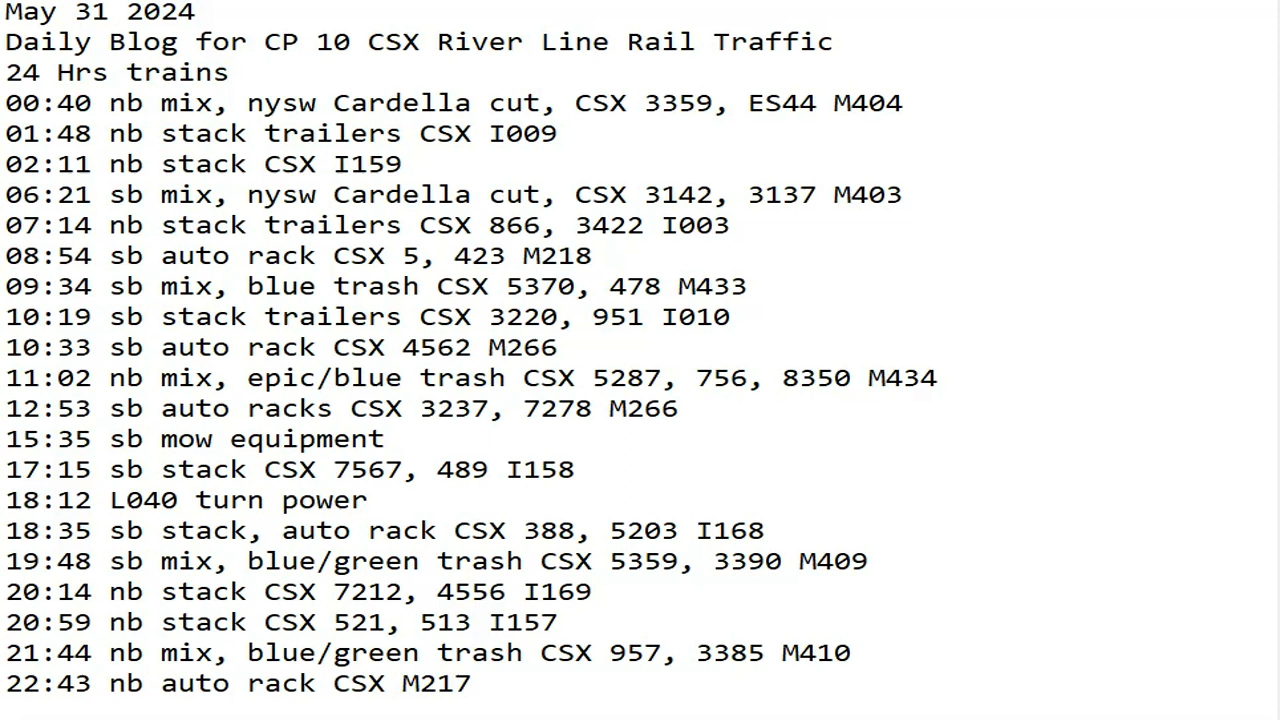 May 31 2024
Daily Blog for CP 10 CSX River Line Rail Traffic
24 Hrs trains
00:40 nb mix, nysw Cardella cut, CSX 3359, ES44 M404
01:48 nb stack trailers CSX I009
02:11 nb stack CSX I159
06:21 sb mix, nysw Cardella cut, CSX 3142, 3137 M403
07:14 nb stack trailers CSX 866, 3422 I003
08:54 sb auto rack CSX 5, 423 M218
09:34 sb mix, blue trash CSX 5370, 478 M433
10:19 sb stack trailers CSX 3220, 951 I010
10:33 sb auto rack CSX 4562 M266
11:02 nb mix, epic/blue trash CSX 5287, 756, 8350 M434
12:53 sb auto racks CSX 3237, 7278 M266
15:35 sb mow equipment
17:15 sb stack CSX 7567, 489 I158
18:12 L040 turn power
18:35 sb stack, auto rack CSX 388, 5203 I168
19:48 sb mix, blue/green trash CSX 5359, 3390 M409
20:14 nb stack CSX 7212, 4556 I169
20:59 nb stack CSX 521, 513 I157
21:44 nb mix, blue/green trash CSX 957, 3385 M410
22:43 nb auto rack CSX M217